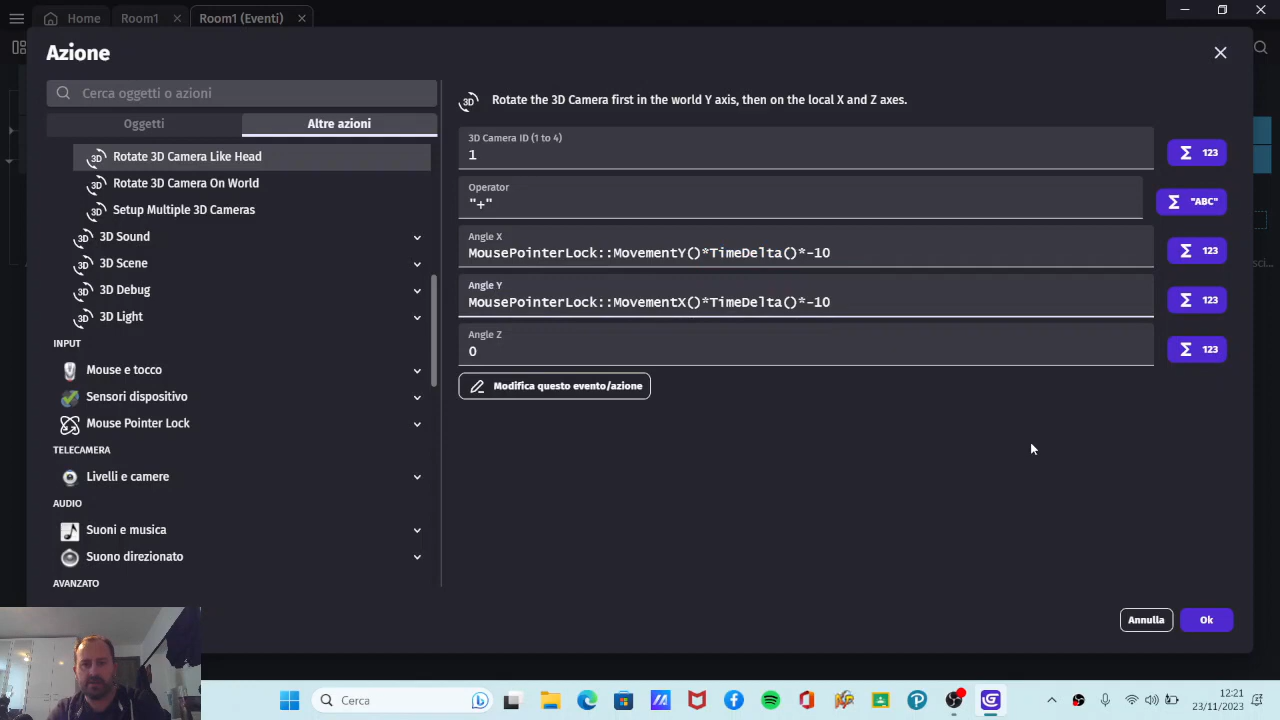 Home
Room1
Room1 (Eventi)
Azione
Cerca oggetti o azioni
Oggetti
Altre azioni
Rotate 3D Camera Like Head
Rotate 3D Camera On World
Setup Multiple 3D Cameras
3D Sound
3D Scene
3D Debug
3D Light
INPUT
Mouse e tocco
Sensori dispositivo
Mouse Pointer Lock
TELECAMERA
Livelli e camere
AUDIO
Suoni e musica
Suono direzionato
AVANZATO
3D Rotate the 3D Camera first in the world Y axis, then on the local X and Z axes.
3D Camera ID (1 to 4)
1
Σ 123
Operator
"+"
Σ "ABC"
Angle X
MousePointerLock::MovementY()*TimeDelta()*-10
Σ 123
Angle Y
MousePointerLock::MovementX()*TimeDelta()*-10
Σ 123
Angle Z
0
Σ 123
Modifica questo evento/azione
Annulla
Ok
Cerca
12:21
23/11/2023